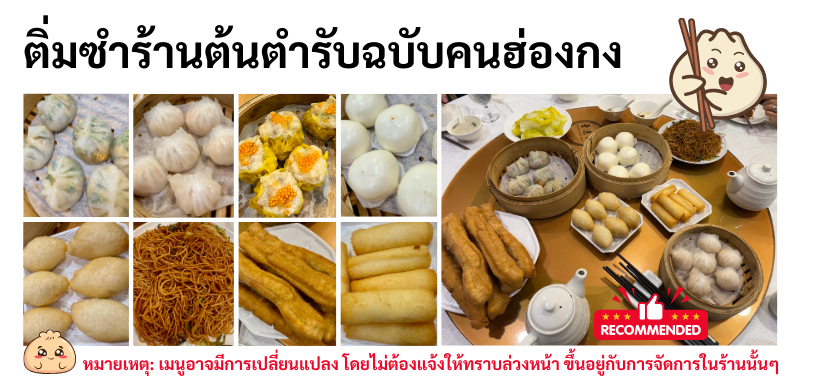 ติ่มซำร้านต้นตำรับฉบับคนฮ่องกง
RECOMMENDED
หมายเหตุ: เมนูอาจมีการเปลี่ยนแปลง โดยไม่ต้องแจ้งให้ทราบล่วงหน้า ขึ้นอยู่กับการจัดการในร้านนั้นๆ